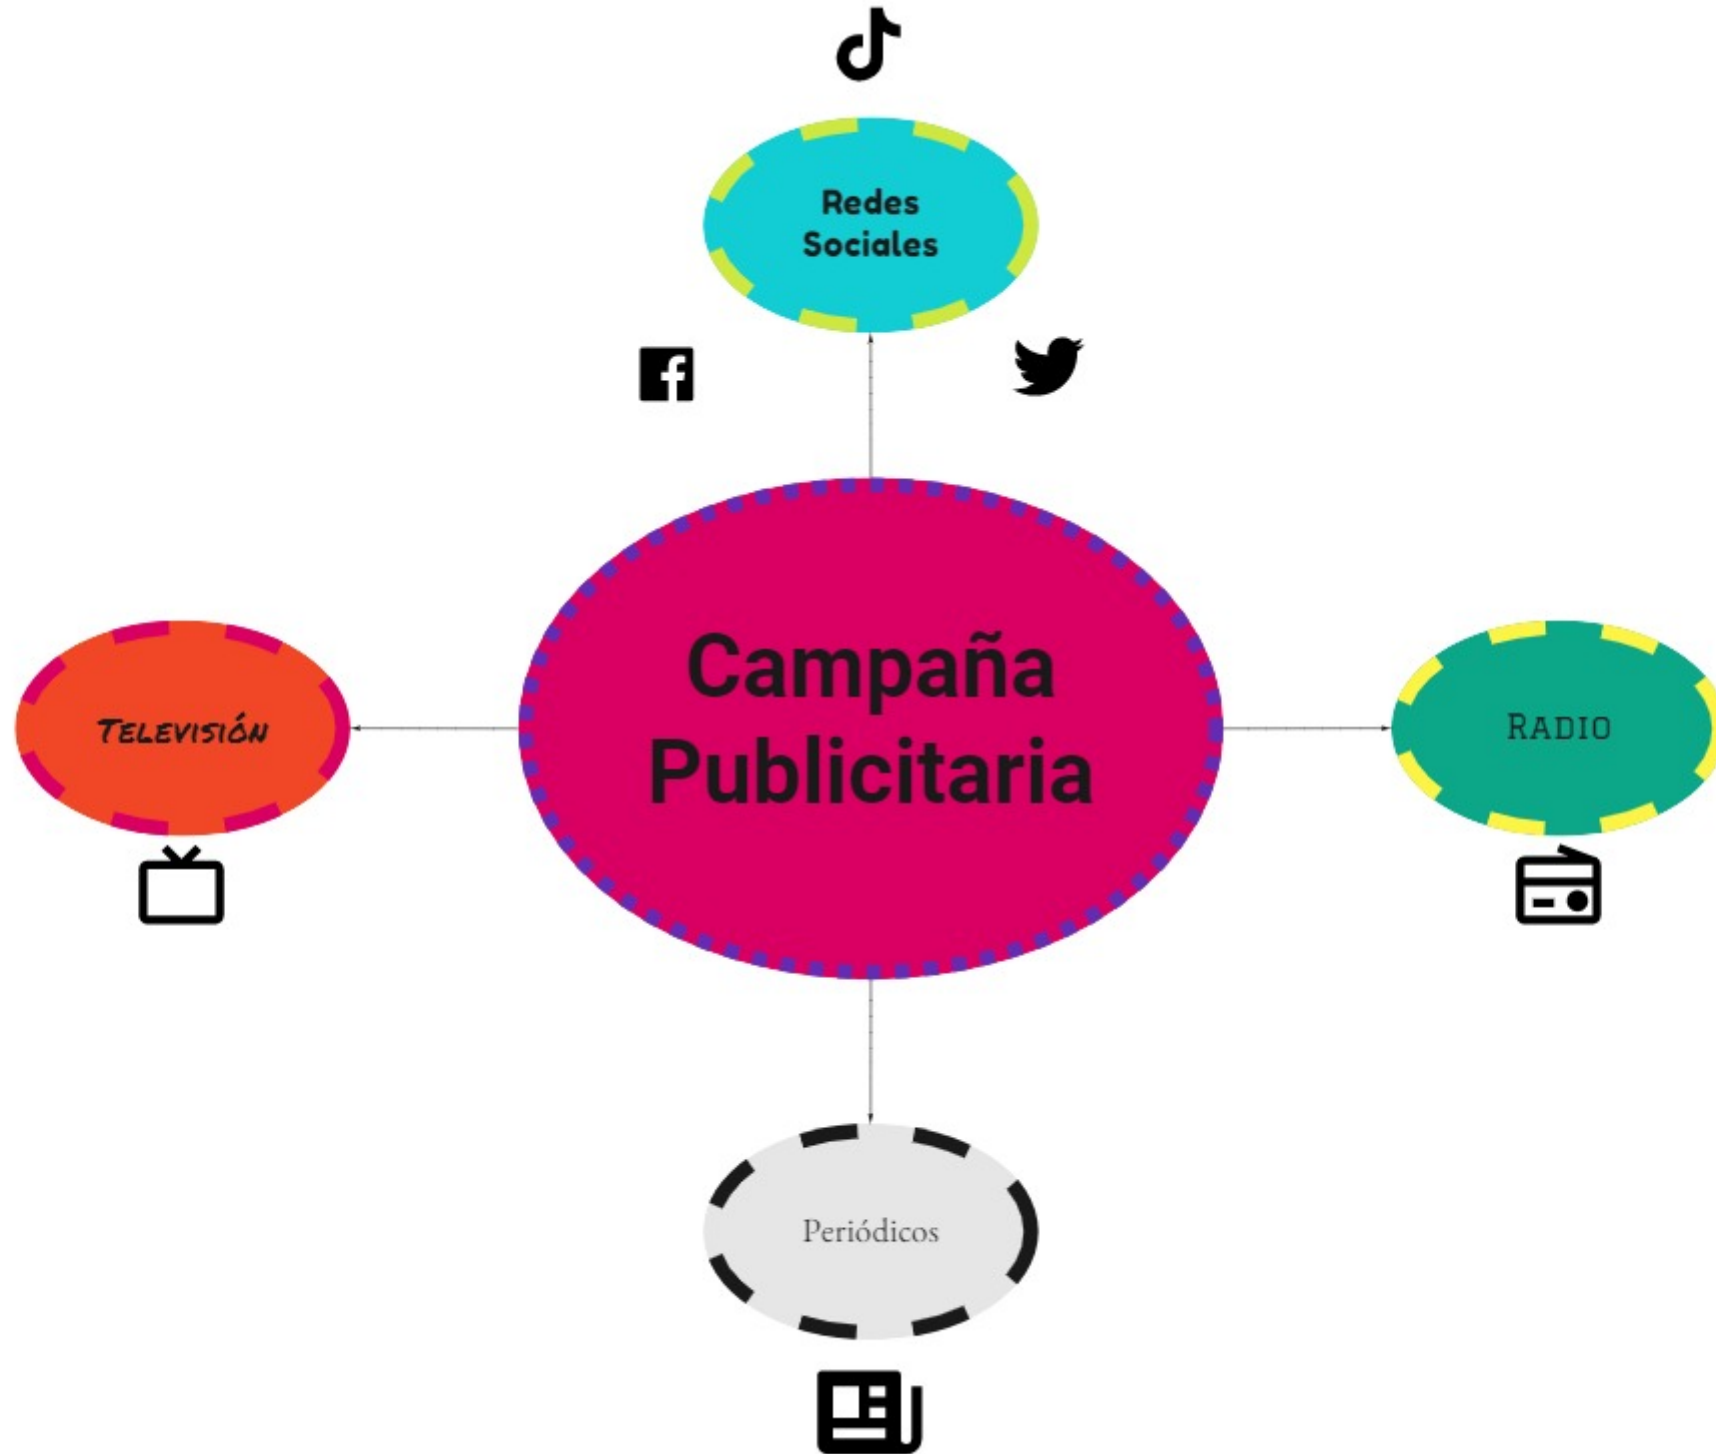 Redes
Sociales
Campaña
Publicitaria
Televisión
Radio
Periódicos